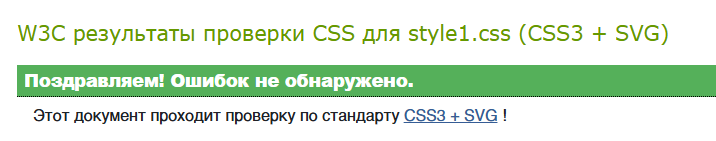 W3C результаты проверки CSS для style1.css (CSS3 + SVG)
Поздравляем! Ошибок не обнаружено.
Этот документ проходит проверку по стандарту CSS3 + SVG !